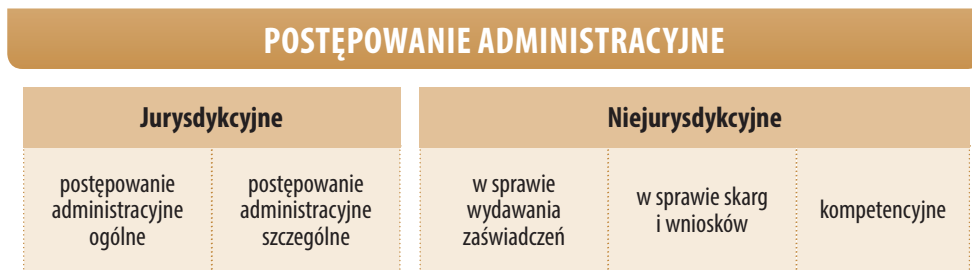 POSTĘPOWANIE ADMINISTRACYJNE
Jurysdykcyjne
Niejurysdykcyjne
postępowanie
administracyjne
ogólne
postępowanie
administracyjne
szczególne
w sprawie
wydawania
zaświadczeń
w sprawie skarg
i wniosków
kompetencyjne